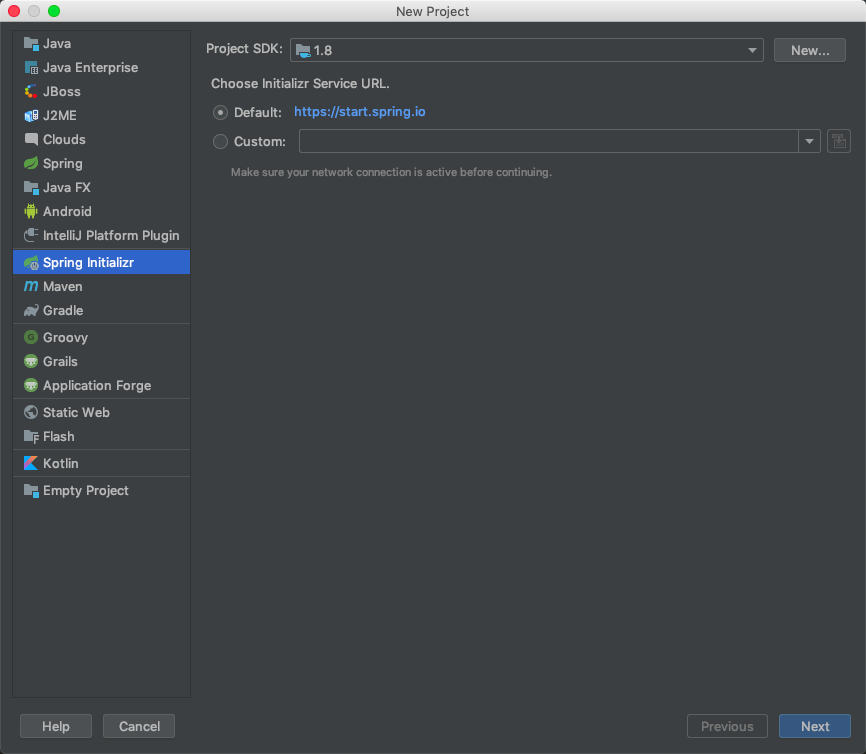 New Project
Java
Java Enterprise
JBoss
J2ME
Clouds
Spring
Java FX
Android
IntelliJ Platform Plugin
Spring Initializr
Maven
Gradle
Groovy
Grails
Application Forge
Static Web
Flash
Kotlin
Empty Project
Project SDK: 1.8 New...
Choose Initializr Service URL.
Default: https://start.spring.io
Custom:
Make sure your network connection is active before continuing.
Help Cancel Previous Next